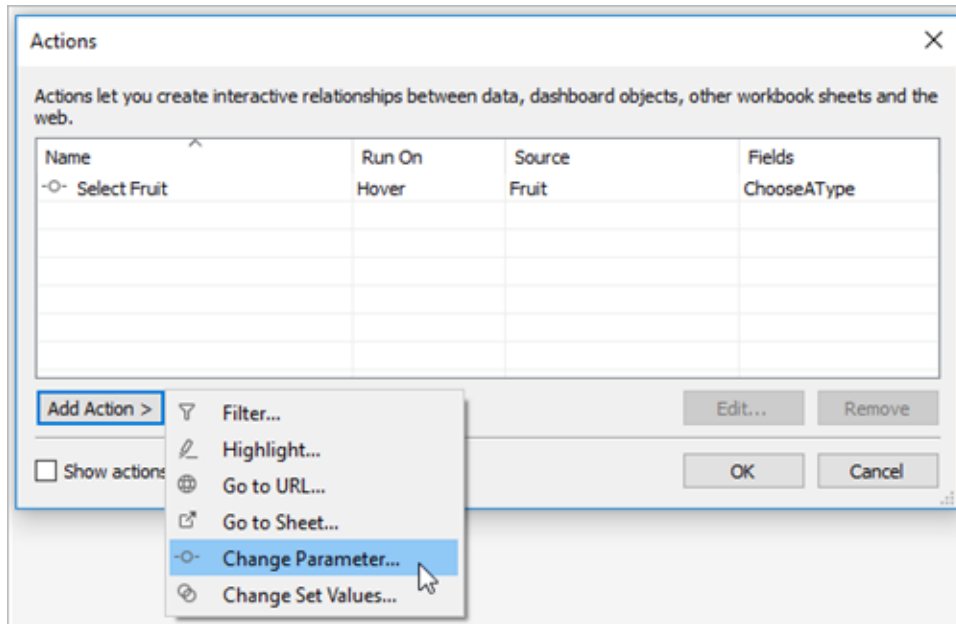 Actions
Actions let you create interactive relationships between data, dashboard objects, other workbook sheets and the
web.
Name Run On Source Fields
Select Fruit Hover Fruit ChooseAType
Add Action > Edit... Remove
Filter...
Highlight...
Show actions OK Cancel
Go to URL...
Go to Sheet...
Change Parameter...
Change Set Values...